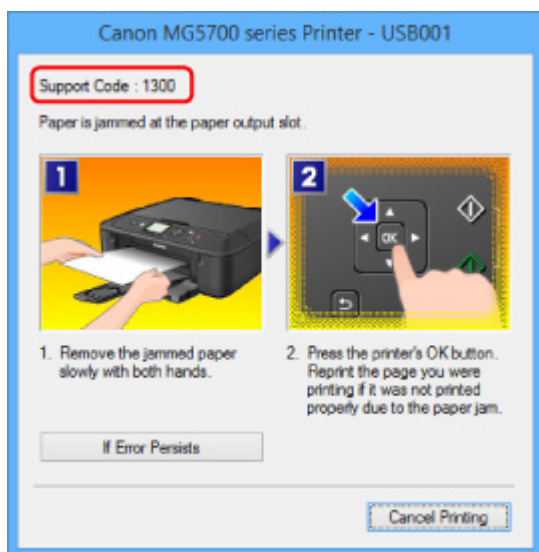 Canon MG5700 series Printer - USB001
Support Code : 1300
Paper is jammed at the paper output slot.
1
2
OK
1. Remove the jammed paper
slowly with both hands.
2. Press the printer's OK button.
Reprint the page you were
printing if it was not printed
properly due to the paper jam.
If Error Persists
Cancel Printing